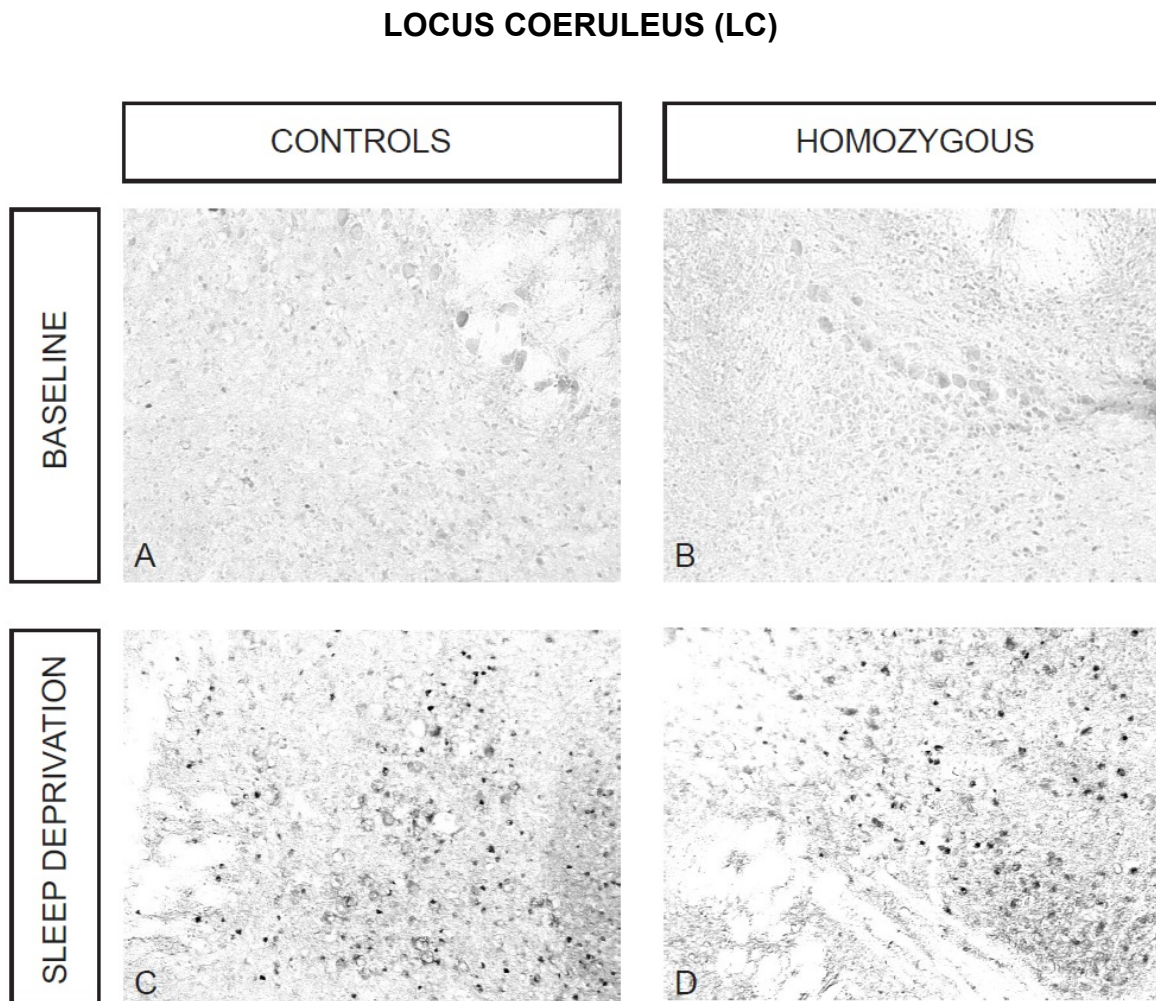 LOCUS COERULEUS (LC)
CONTROLS
HOMOZYGOUS
BASELINE
A
B
SLEEP DEPRIVATION
C
D